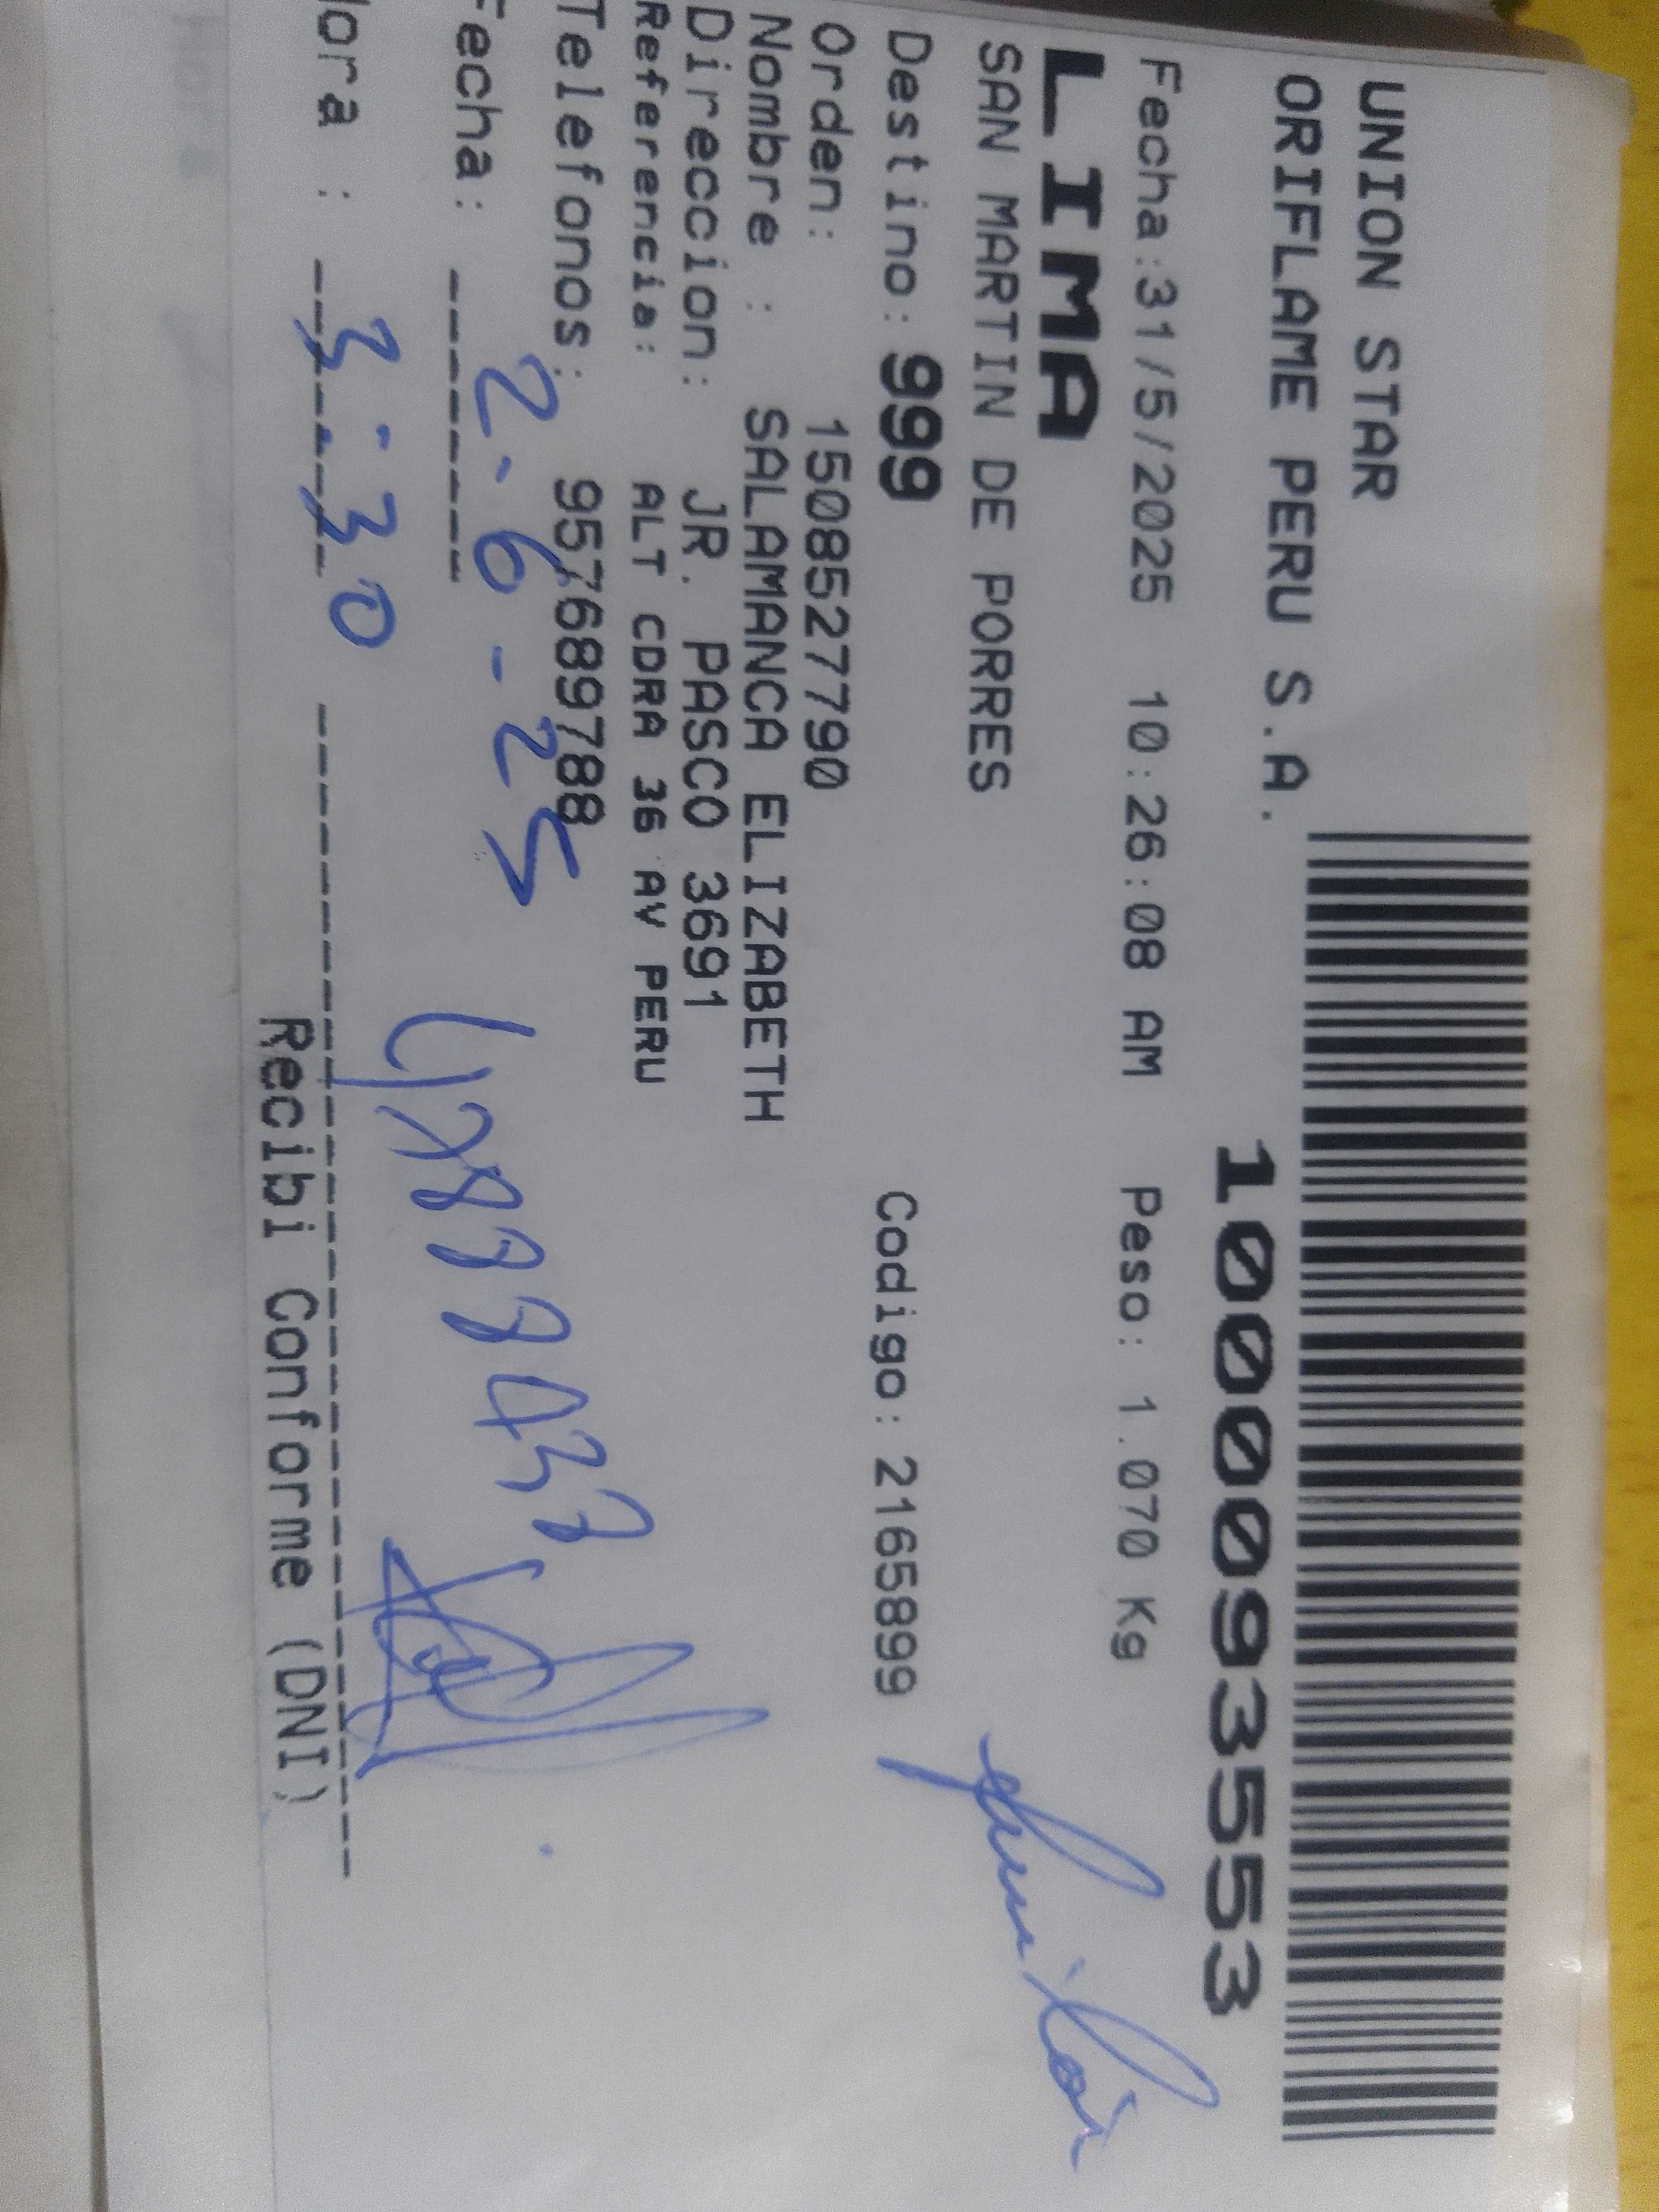 UNION STAR
ORIFLAME PERU S.A.
10000935553
Fecha:31/5/2025 10:26:08 AM Peso: 1.070 Kg
LIMA
SAN MARTIN DE PORRES
Destino: 999 Codigo: 2165899
Orden: 15085277790
Nombre : SALAMANCA ELIZABETH
Direccion: JR. PASCO 3691
Referencia: ALT CDRA 36 AV PERU
Telefonos: 957689788
Fecha: 2-6-25
Hora : 3:30
Recibi Conforme (DNI)